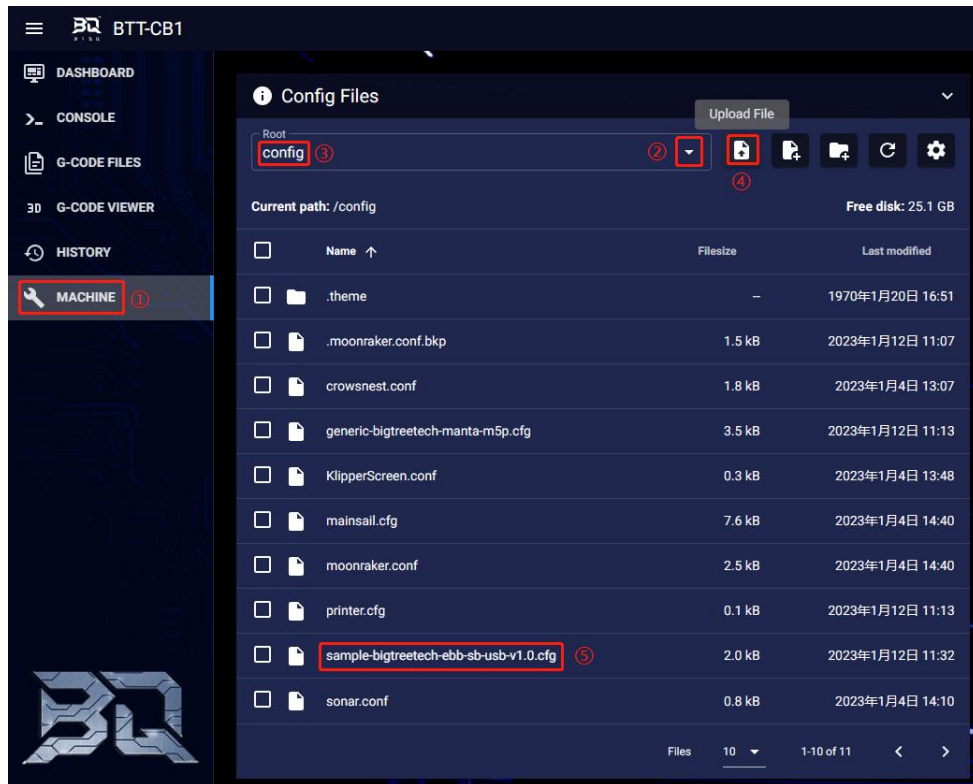 BQ BTT-CB1
BIQU
DASHBOARD
CONSOLE
G-CODE FILES
3D G-CODE VIEWER
HISTORY
MACHINE ①
Config Files
Upload File
Root
config ③ ②
④
Current path: /config Free disk: 25.1 GB
Name Filesize Last modified
.theme -- 1970年1月20日 16:51
.moonraker.conf.bkp 1.5 kB 2023年1月12日 11:07
crowsnest.conf 1.8 kB 2023年1月4日 13:07
generic-bigtreetech-manta-m5p.cfg 3.5 kB 2023年1月12日 11:13
KlipperScreen.conf 0.3 kB 2023年1月4日 13:48
mainsail.cfg 7.6 kB 2023年1月4日 14:40
moonraker.conf 2.5 kB 2023年1月4日 14:40
printer.cfg 0.1 kB 2023年1月12日 11:13
sample-bigtreetech-ebb-sb-usb-v1.0.cfg ⑤ 2.0 kB 2023年1月12日 11:32
sonar.conf 0.8 kB 2023年1月4日 14:10
BQ
Files 10 1-10 of 11